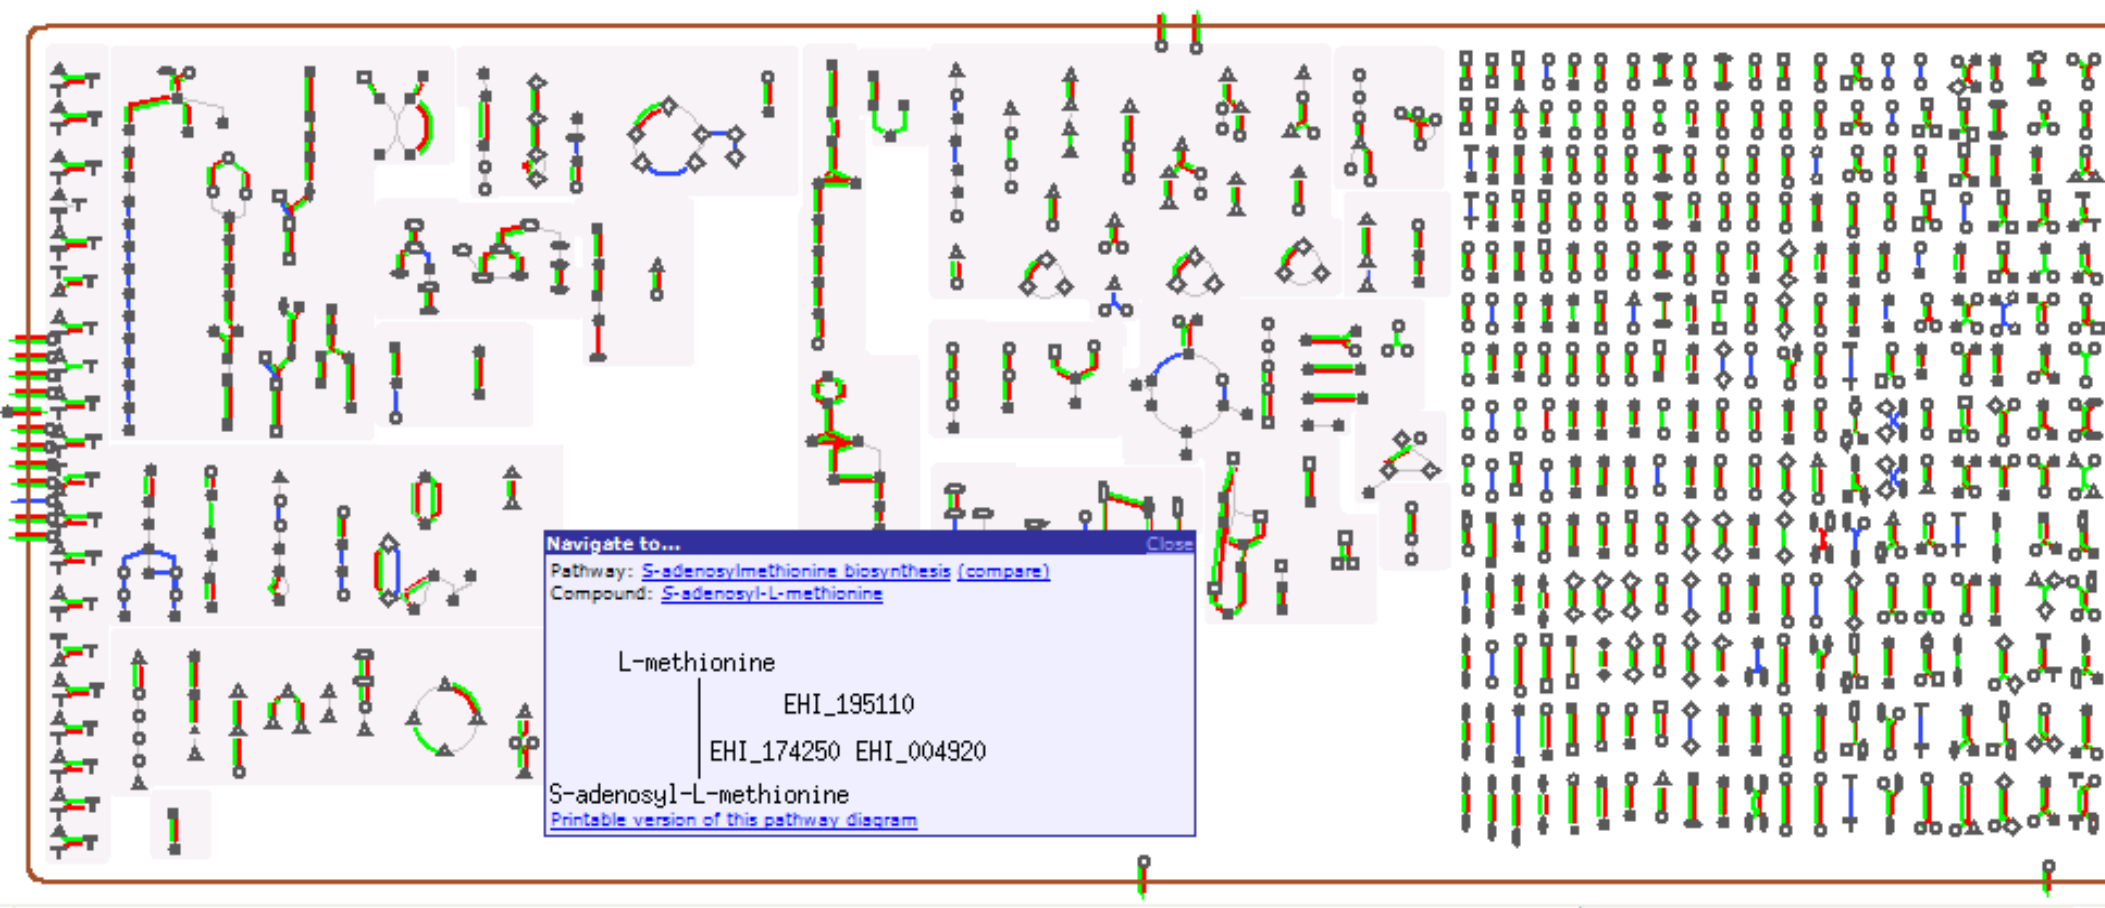 Navigate to... Close
Pathway: S-adenosylmethionine biosynthesis (compare)
Compound: S-adenosyl-L-methionine
L-methionine
EHI_195110
EHI_174250 EHI_004920
S-adenosyl-L-methionine
Printable version of this pathway diagram